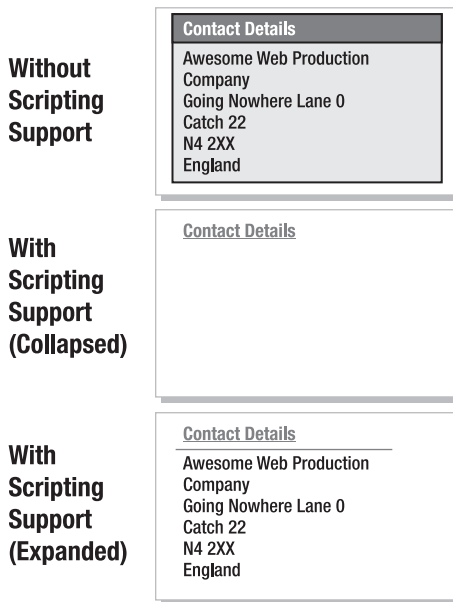 Without
Scripting
Support
Contact Details
Awesome Web Production
Company
Going Nowhere Lane 0
Catch 22
N4 2XX
England
With
Scripting
Support
(Collapsed)
Contact Details
With
Scripting
Support
(Expanded)
Contact Details
Awesome Web Production
Company
Going Nowhere Lane 0
Catch 22
N4 2XX
England